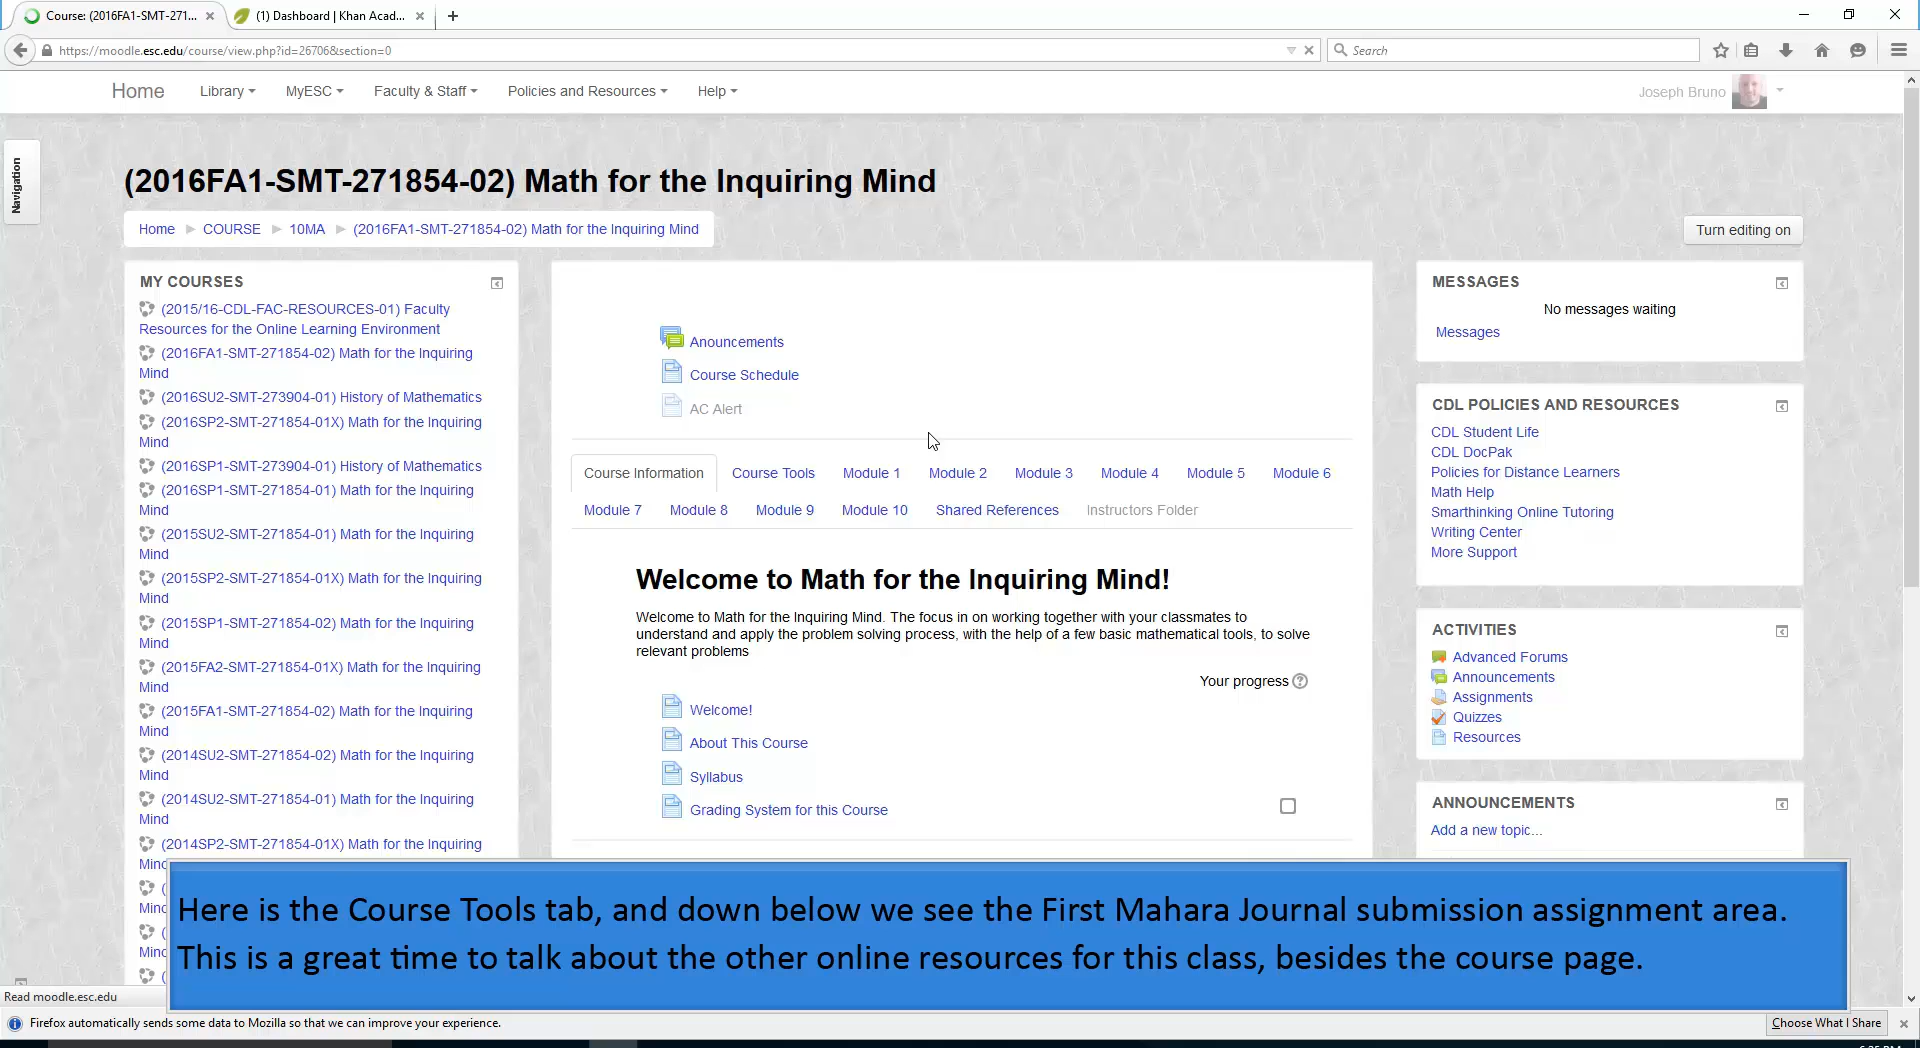 Course: (2016FA1-SMT-271...
(1) Dashboard | Khan Acad...
https://moodle.esc.edu/course/view.php?id=26706&section=0
Search
Home
Library
MyESC
Faculty & Staff
Policies and Resources
Help
Joseph Bruno
Navigation
(2016FA1-SMT-271854-02) Math for the Inquiring Mind
Home
COURSE
10MA
(2016FA1-SMT-271854-02) Math for the Inquiring Mind
Turn editing on
MY COURSES
(2015/16-CDL-FAC-RESOURCES-01) Faculty
Resources for the Online Learning Environment
(2016FA1-SMT-271854-02) Math for the Inquiring
Mind
(2016SU2-SMT-273904-01) History of Mathematics
(2016SP2-SMT-271854-01X) Math for the Inquiring
Mind
(2016SP1-SMT-273904-01) History of Mathematics
(2016SP1-SMT-271854-01) Math for the Inquiring
Mind
(2015SU2-SMT-271854-01) Math for the Inquiring
Mind
(2015SP2-SMT-271854-01X) Math for the Inquiring
Mind
(2015SP1-SMT-271854-02) Math for the Inquiring
Mind
(2015FA2-SMT-271854-01X) Math for the Inquiring
Mind
(2015FA1-SMT-271854-02) Math for the Inquiring
Mind
(2014SU2-SMT-271854-02) Math for the Inquiring
Mind
(2014SU2-SMT-271854-01) Math for the Inquiring
Mind
(2014SP2-SMT-271854-01X) Math for the Inquiring
Anouncements
Course Schedule
AC Alert
Course Information
Course Tools
Module 1
Module 2
Module 3
Module 4
Module 5
Module 6
Module 7
Module 8
Module 9
Module 10
Shared References
Instructors Folder
Welcome to Math for the Inquiring Mind!
Welcome to Math for the Inquiring Mind. The focus in on working together with your classmates to
understand and apply the problem solving process, with the help of a few basic mathematical tools, to solve
relevant problems
Your progress
Welcome!
About This Course
Syllabus
Grading System for this Course
MESSAGES
No messages waiting
Messages
CDL POLICIES AND RESOURCES
CDL Student Life
CDL DocPak
Policies for Distance Learners
Math Help
Smarthinking Online Tutoring
Writing Center
More Support
ACTIVITIES
Advanced Forums
Announcements
Assignments
Quizzes
Resources
ANNOUNCEMENTS
Add a new topic...
Here is the Course Tools tab, and down below we see the First Mahara Journal submission assignment area.
This is a great time to talk about the other online resources for this class, besides the course page.
Read moodle.esc.edu
Firefox automatically sends some data to Mozilla so that we can improve your experience.
Choose What I Share